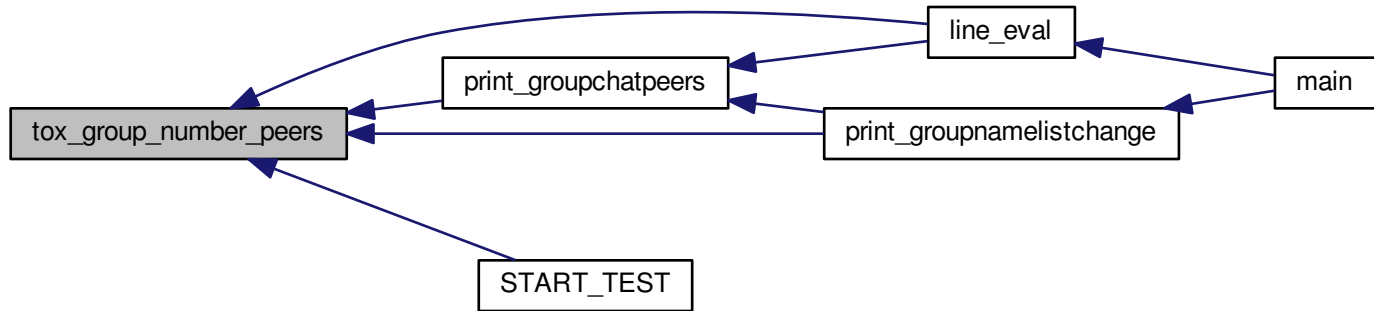 line_eval
print_groupchatpeers
main
tox_group_number_peers
print_groupnamelistchange
START_TEST